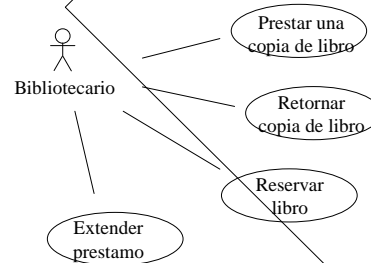 Prestar una
copia de libro
Bibliotecario
Retornar
copia de libro
Reservar
libro
Extender
prestamo